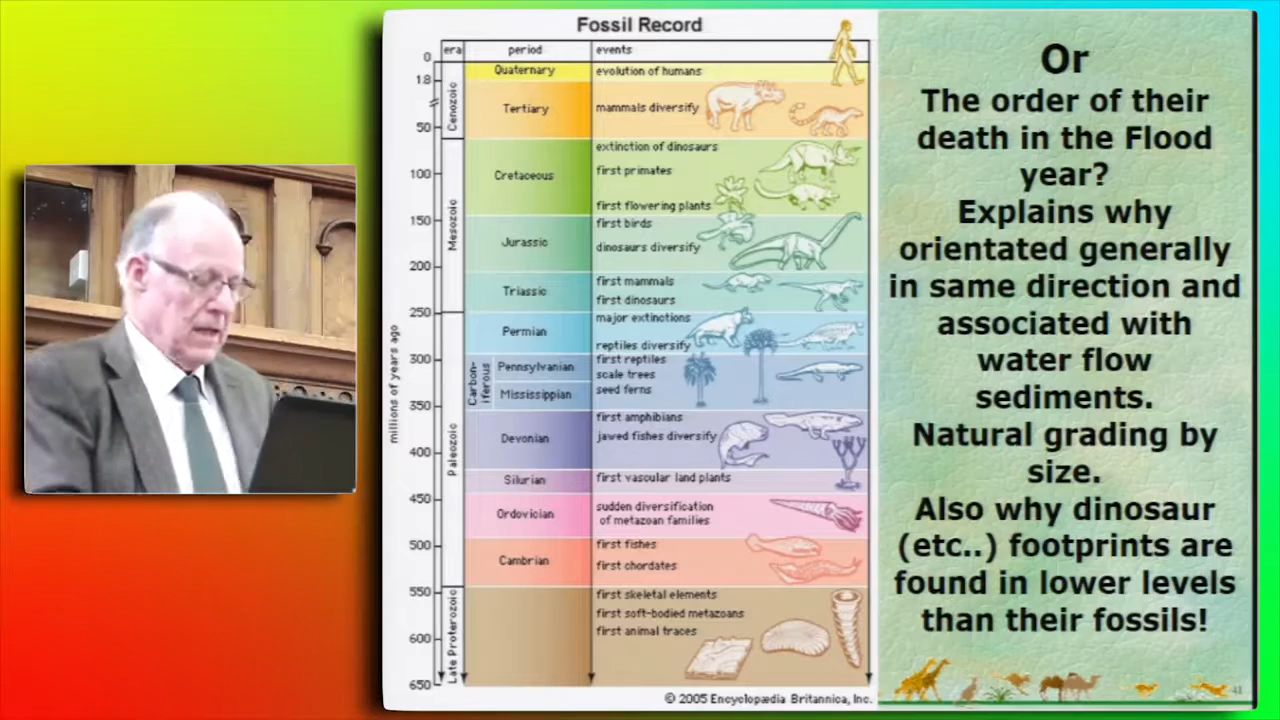 Fossil Record
era period events
0
Quaternary evolution of humans
1.8
Cenozoic
Tertiary mammals diversify
50
extinction of dinosaurs
100
Cretaceous first primates
first flowering plants
150
Mesozoic
first birds
Jurassic dinosaurs diversify
200
first mammals
Triassic first dinosaurs
250
major extinctions
Permian
reptiles diversify
300
Carbon-
iferous
Pennsylvanian first reptiles
scale trees
Mississippian seed ferns
350
millions of years ago
first amphibians
Devonian jawed fishes diversify
400
Paleozoic
Silurian first vascular land plants
450
Ordovician sudden diversification
of metazoan families
500
first fishes
Cambrian first chordates
550
first skeletal elements
first soft-bodied metazoans
600
first animal traces
Late Proterozoic
650
© 2005 Encyclopædia Britannica, Inc.
Or
The order of their
death in the Flood
year?
Explains why
orientated generally
in same direction and
associated with
water flow
sediments.
Natural grading by
size.
Also why dinosaur
(etc..) footprints are
found in lower levels
than their fossils!
41